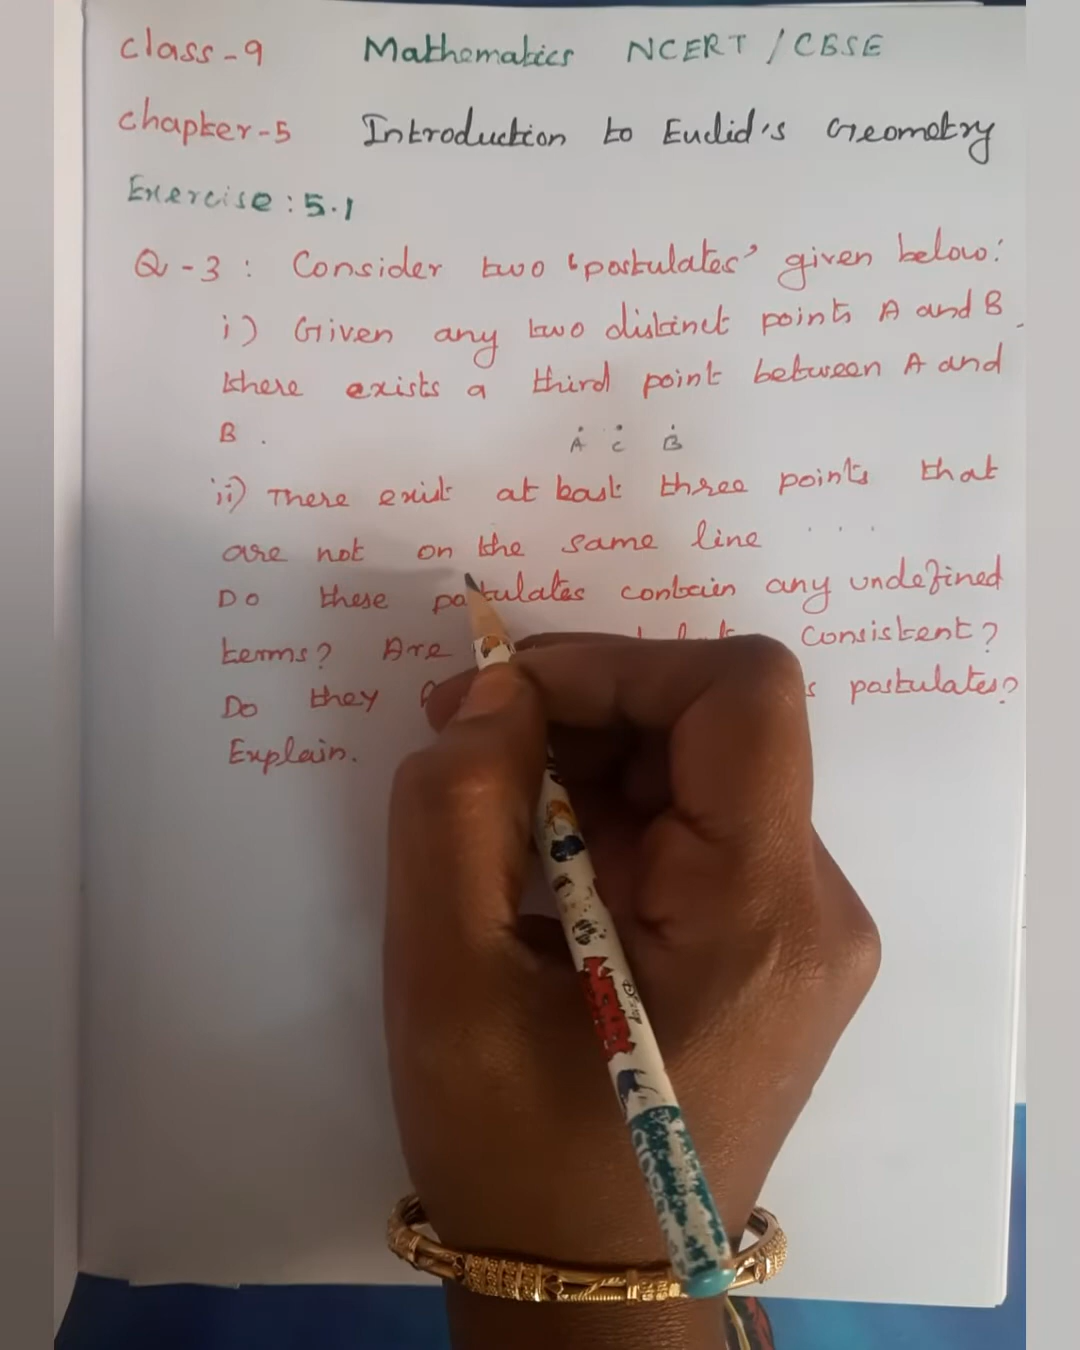 Class-9 Mathematics NCERT / CBSE
Chapter-5 Introduction to Euclid's Geometry
Exercise: 5.1
Q-3: Consider two 'postulates' given below:
i) Given any two distinct points A and B
there exists a third point between A and
B.
A C B
ii) There exist at least three points that
are not on the same line
Do these postulates contain any undefined
terms? Are consistent?
Do they postulates?
Explain.